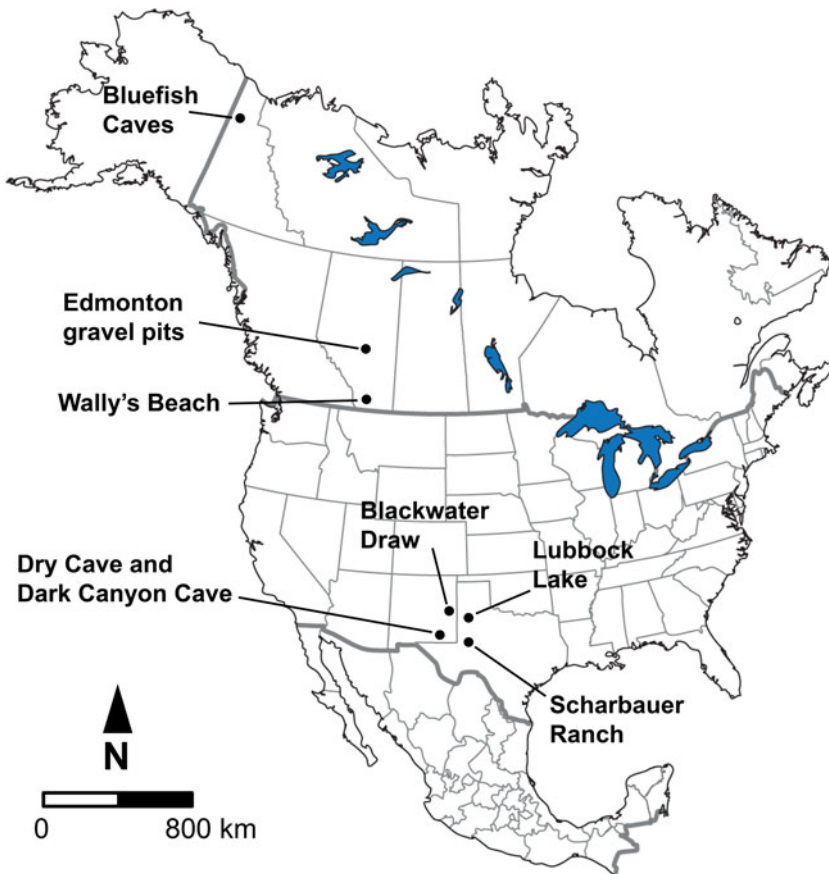 Bluefish
Caves
Edmonton
gravel pits
Wally's Beach
Blackwater
Draw
Lubbock
Lake
Dry Cave and
Dark Canyon Cave
Scharbauer
Ranch
N
0 800 km